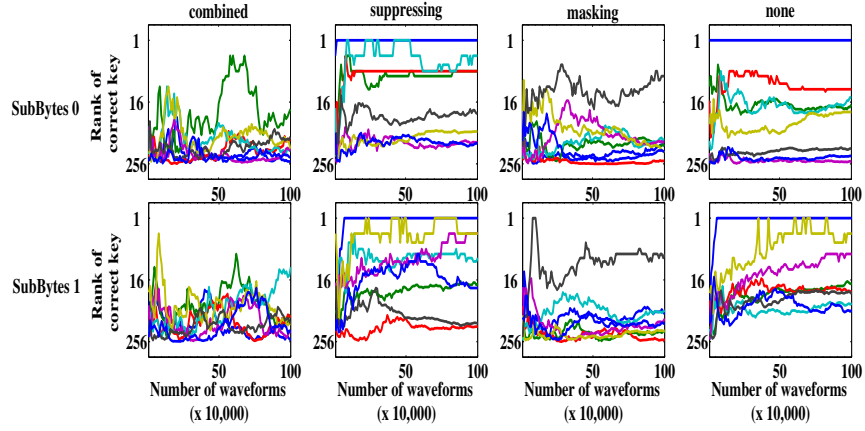 combined suppressing masking none
SubBytes 0
Rank of
correct key
1 1 1 1
16 16 16 16
256 256 256 256
50 100 50 100 50 100 50 100
SubBytes 1
Rank of
correct key
1 1 1 1
16 16 16 16
256 256 256 256
50 100 50 100 50 100 50 100
Number of waveforms Number of waveforms Number of waveforms Number of waveforms
(x 10,000) (x 10,000) (x 10,000) (x 10,000)